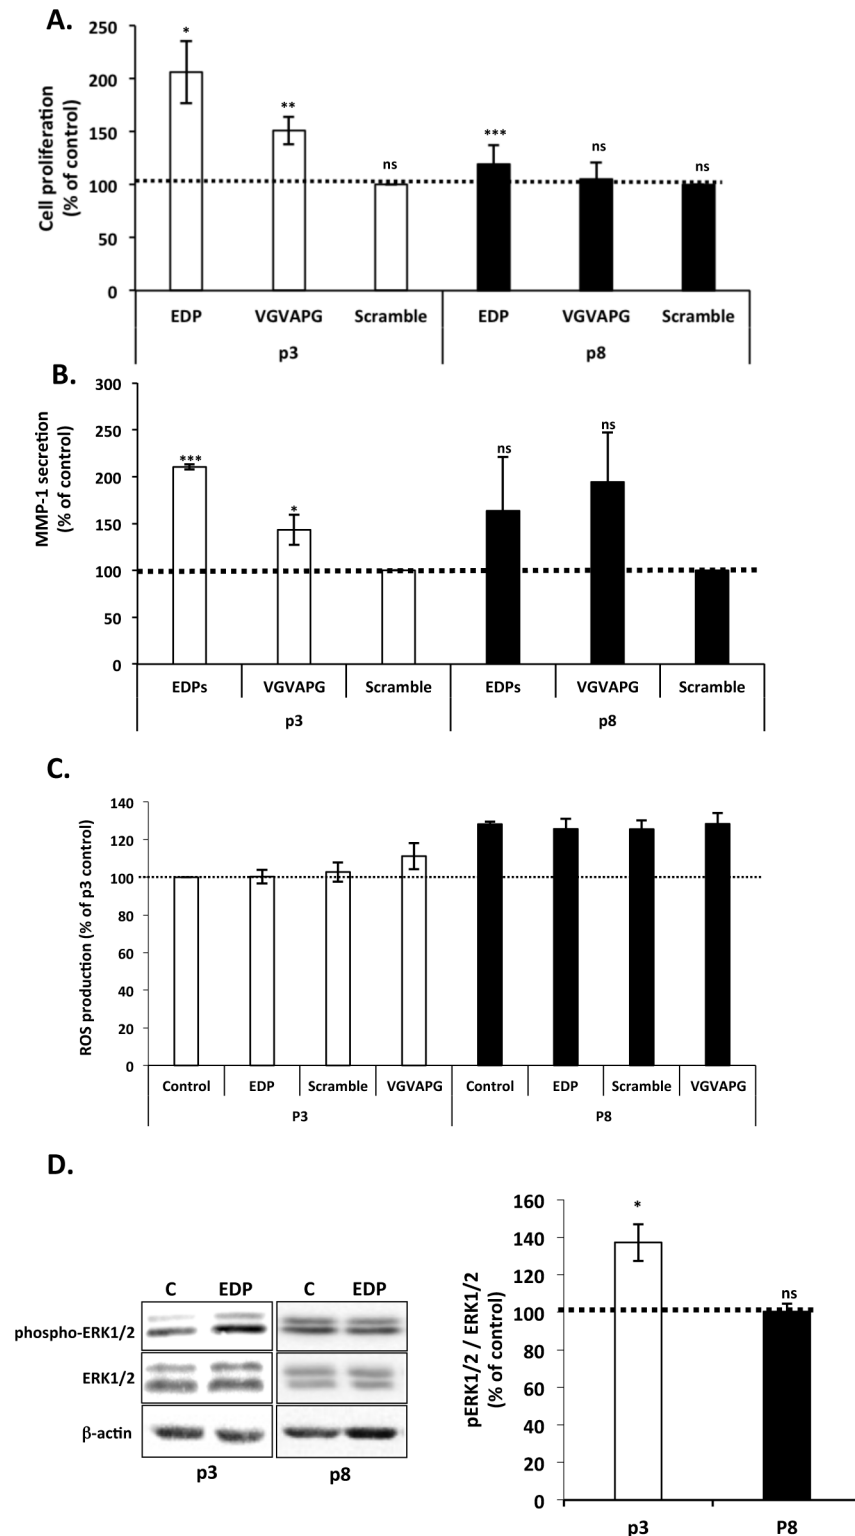 A.
Cell proliferation
(% of control)
250
200
150
100
50
0
*
**
ns
***
ns
ns
EDP VGVAPG Scramble EDP VGVAPG Scramble
p3 p8
B.
MMP-1 secretion
(% of control)
300
250
200
150
100
50
0
***
*
ns
ns
EDPs VGVAPG Scramble EDPs VGVAPG Scramble
p3 p8
C.
ROS production (% of p3 control)
140
120
100
80
60
40
20
0
Control EDP Scramble VGVAPG Control EDP Scramble VGVAPG
P3 P8
D.
C EDP C EDP
phospho-ERK1/2
ERK1/2
β-actin
p3 p8
pERK1/2 / ERK1/2
(% of control)
160
140
120
100
80
60
40
20
0
*
ns
p3 P8